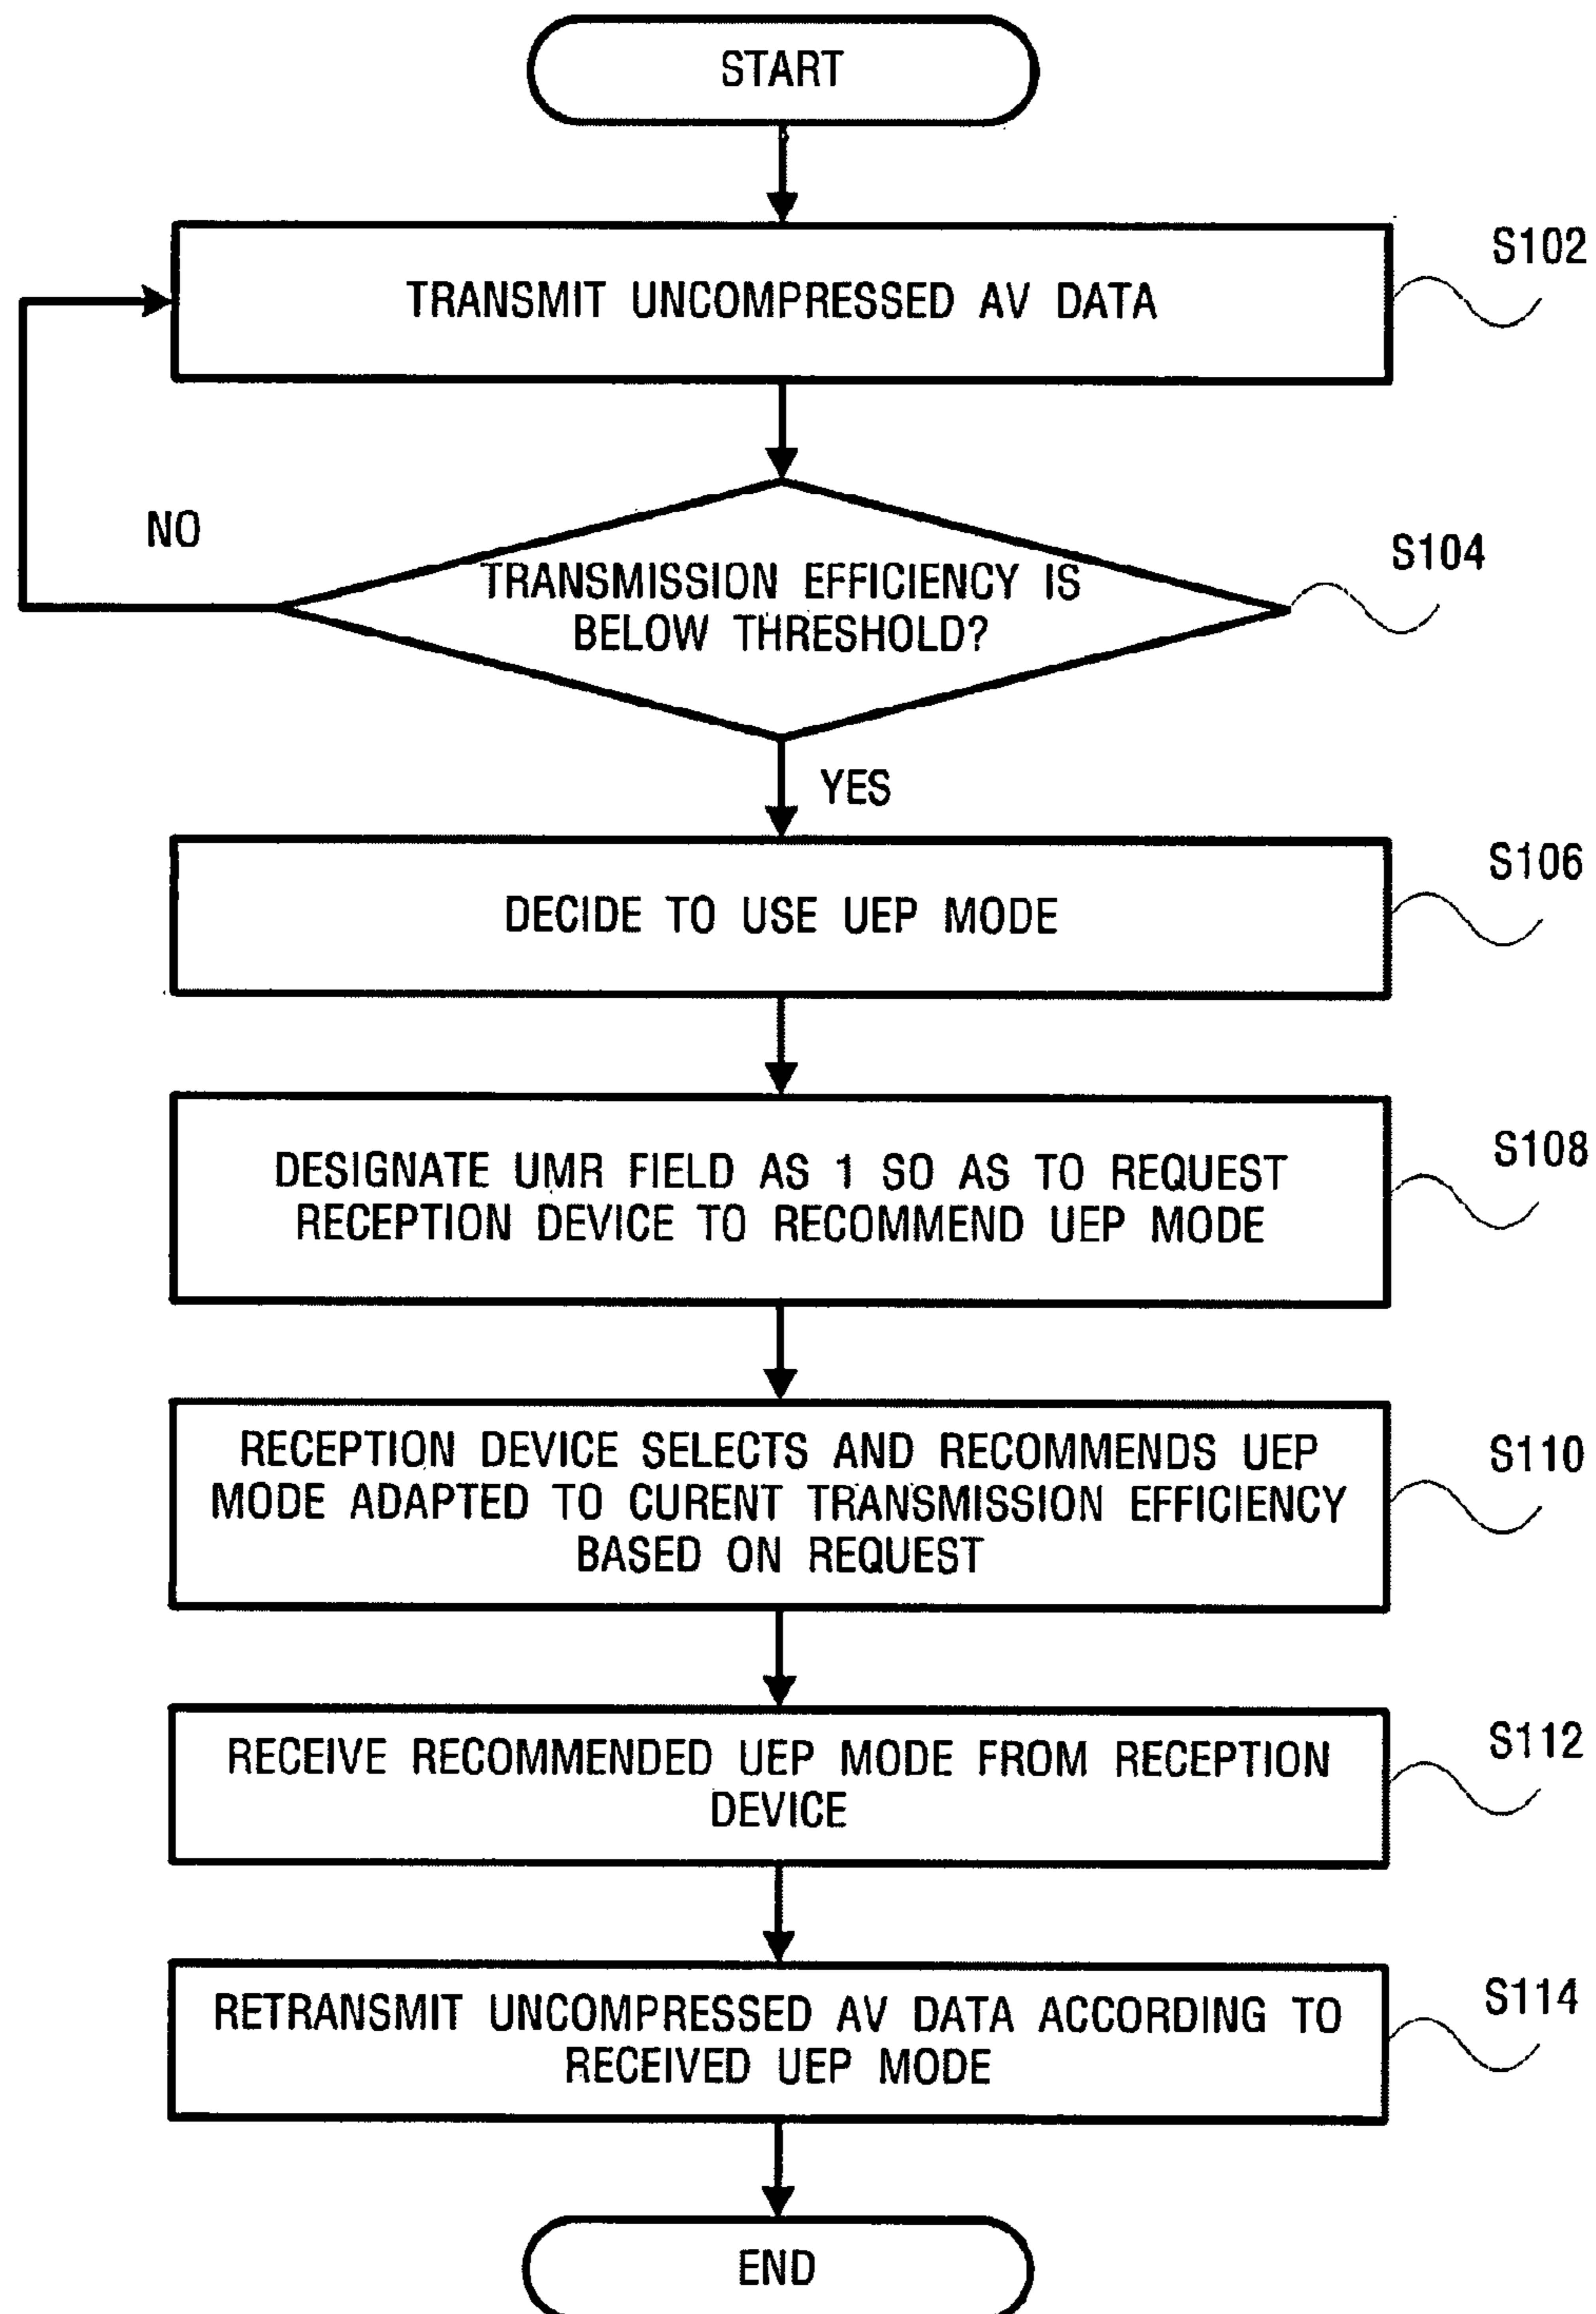 START
TRANSMIT UNCOMPRESSED AV DATA
S102
NO
TRANSMISSION EFFICIENCY IS
BELOW THRESHOLD?
S104
YES
DECIDE TO USE UEP MODE
S106
DESIGNATE UMR FIELD AS 1 SO AS TO REQUEST
RECEPTION DEVICE TO RECOMMEND UEP MODE
S108
RECEPTION DEVICE SELECTS AND RECOMMENDS UEP
MODE ADAPTED TO CURENT TRANSMISSION EFFICIENCY
BASED ON REQUEST
S110
RECEIVE RECOMMENDED UEP MODE FROM RECEPTION
DEVICE
S112
RETRANSMIT UNCOMPRESSED AV DATA ACCORDING TO
RECEIVED UEP MODE
S114
END